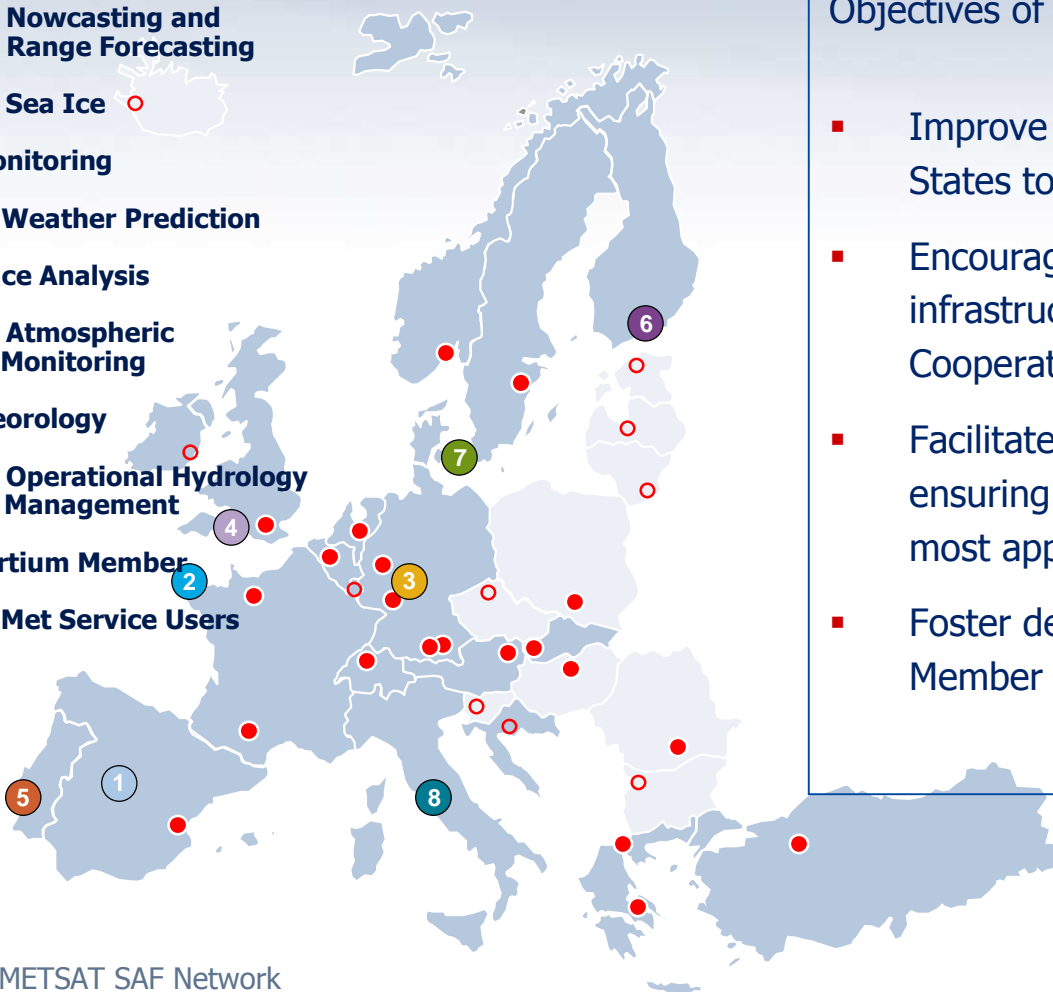 Nowcasting and
Range Forecasting
Sea Ice
onitoring
Weather Prediction
ce Analysis
Atmospheric
Monitoring
eorology
Operational Hydrology
Management
rtium Member
Met Service Users
1
2
3
4
5
6
7
8
METSAT SAF Network
Objectives of
Improve
States to
Encourag
infrastruc
Cooperat
Facilitate
ensuring
most app
Foster de
Member